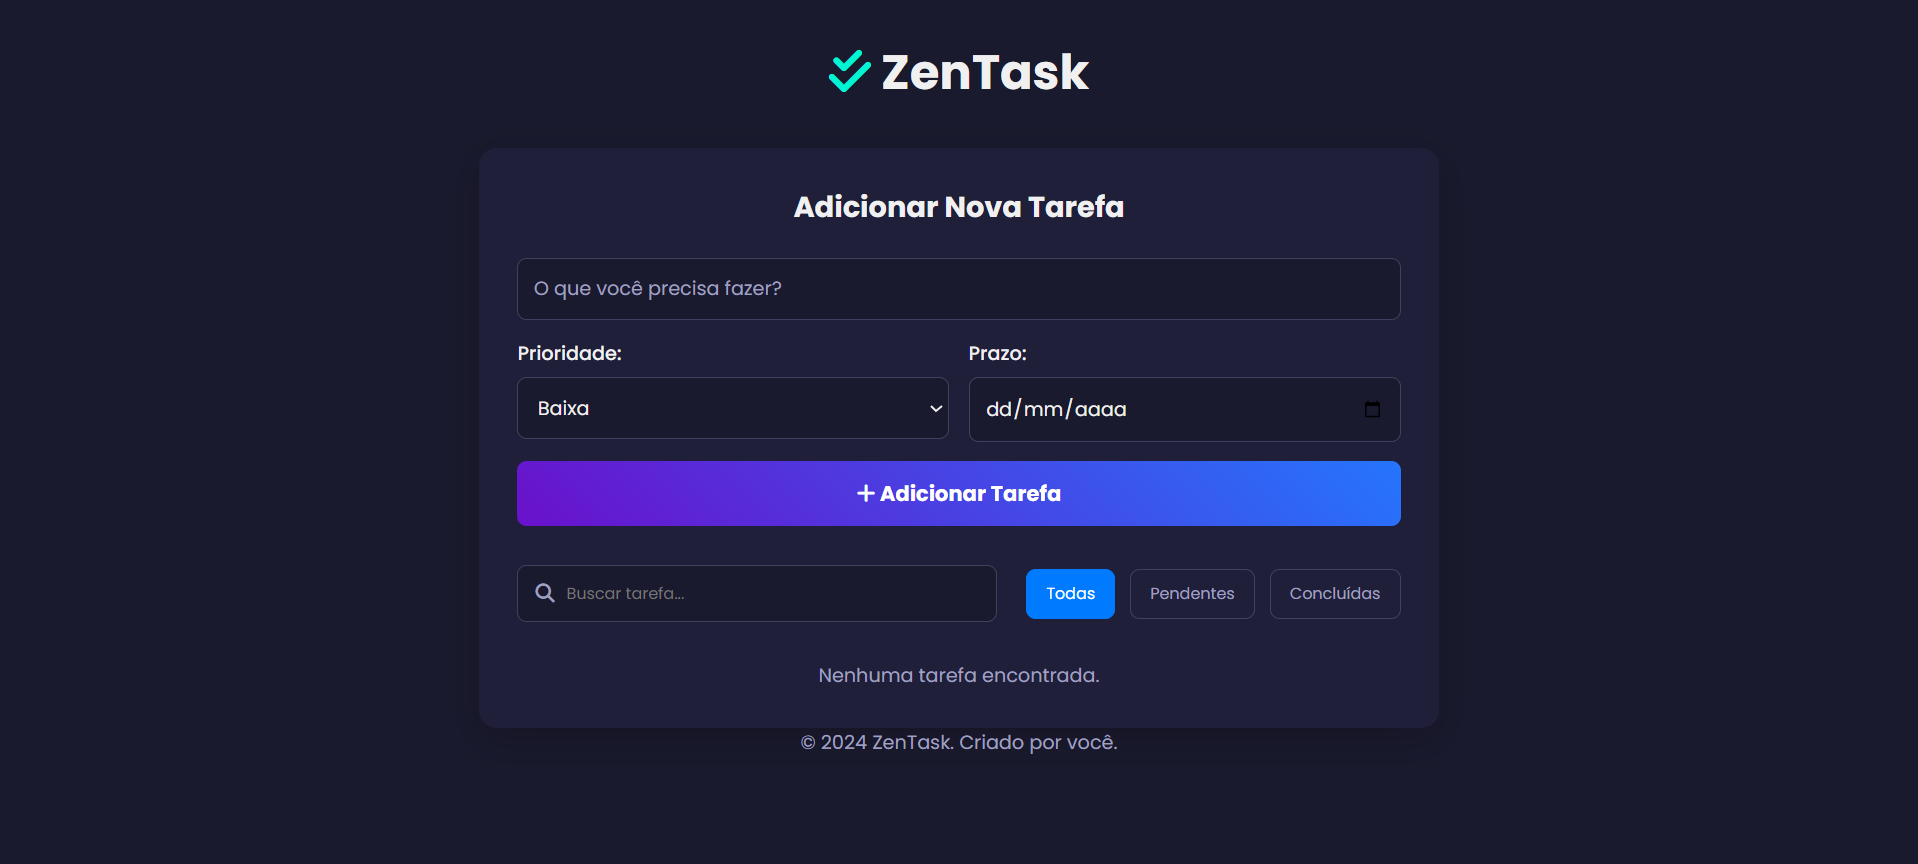 ZenTask
Adicionar Nova Tarefa
O que você precisa fazer?
Prioridade:
Prazo:
Baixa
dd/mm/aaaa
Adicionar Tarefa
Buscar tarefa...
Todas
Pendentes
Concluídas
Nenhuma tarefa encontrada.
© 2024 ZenTask. Criado por você.